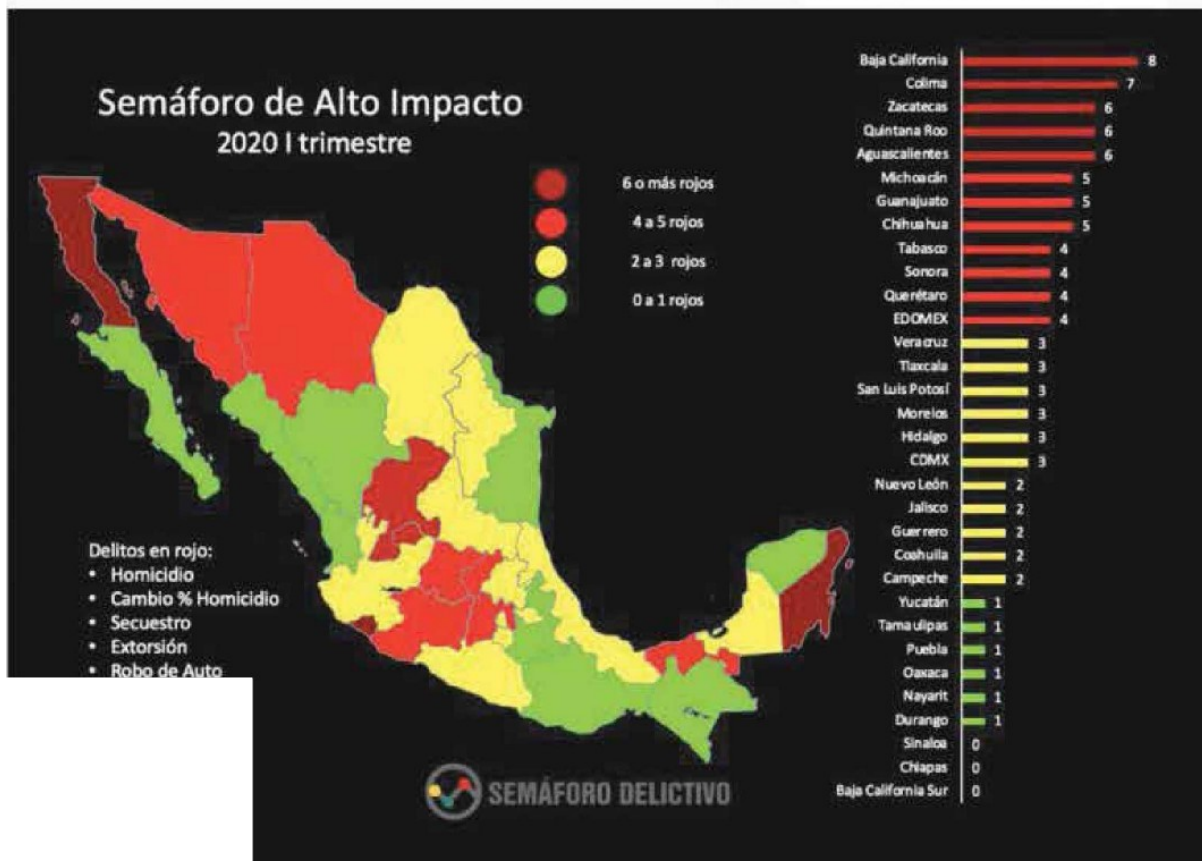 Semáforo de Alto Impacto
2020 I trimestre
6 o más rojos
4 a 5 rojos
2 a 3 rojos
0 a 1 rojos
Delitos en rojo:
• Homicidio
• Cambio % Homicidio
• Secuestro
• Extorsión
• Robo de Auto
SEMÁFORO DELICTIVO
Baja California 8
Colima 7
Zacatecas 6
Quintana Roo 6
Aguascalientes 6
Michoacán 5
Guanajuato 5
Chihuahua 5
Tabasco 4
Sonora 4
Querétaro 4
EDOMEX 4
Veracruz 3
Tlaxcala 3
San Luis Potosí 3
Morelos 3
Hidalgo 3
CDMX 3
Nuevo León 2
Jalisco 2
Guerrero 2
Coahuila 2
Campeche 2
Yucatán 1
Tamaulipas 1
Puebla 1
Oaxaca 1
Nayarit 1
Durango 1
Sinaloa 0
Chiapas 0
Baja California Sur 0